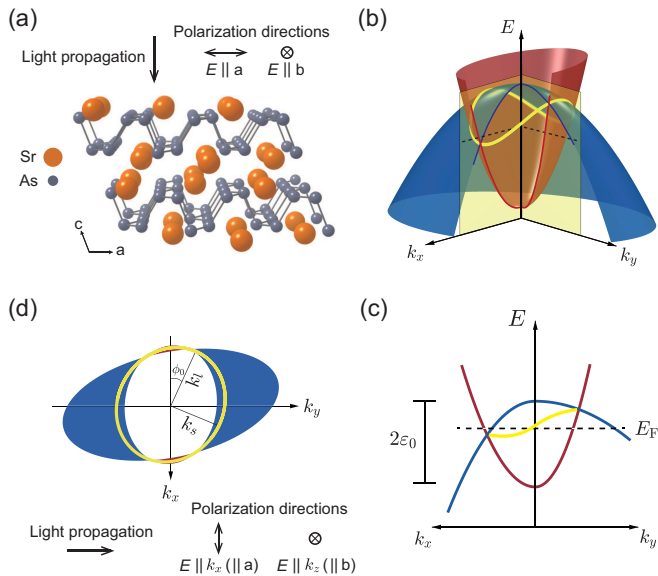 (a)
Polarization directions
Light propagation
E || a
E || b
Sr
As
c
a
(b)
E
k_x
k_y
(d)
ϕ_0
k_l
k_s
k_y
k_x
Polarization directions
Light propagation
E || k_x (|| a)
E || k_z (|| b)
(c)
E
E_F
2ε_0
k_x
k_y